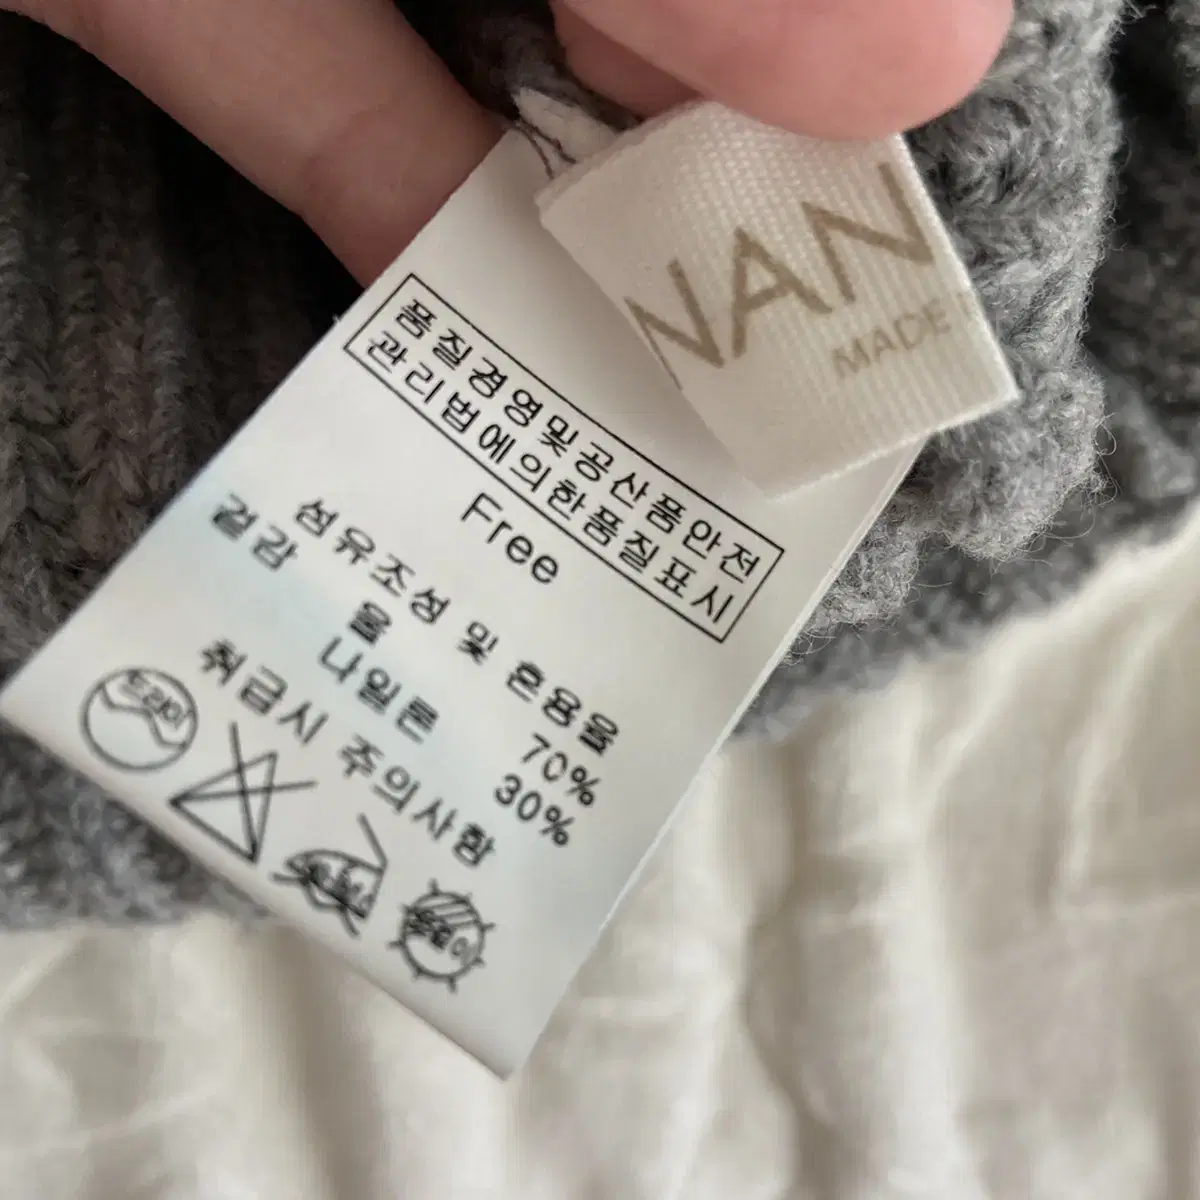 NAN
MADE
품질경영및공산품안전
관리법에의한품질표시
Free
섬유조성 및 혼용율
겉감 울 70%
나일론 30%
취급시 주의사항
드라이